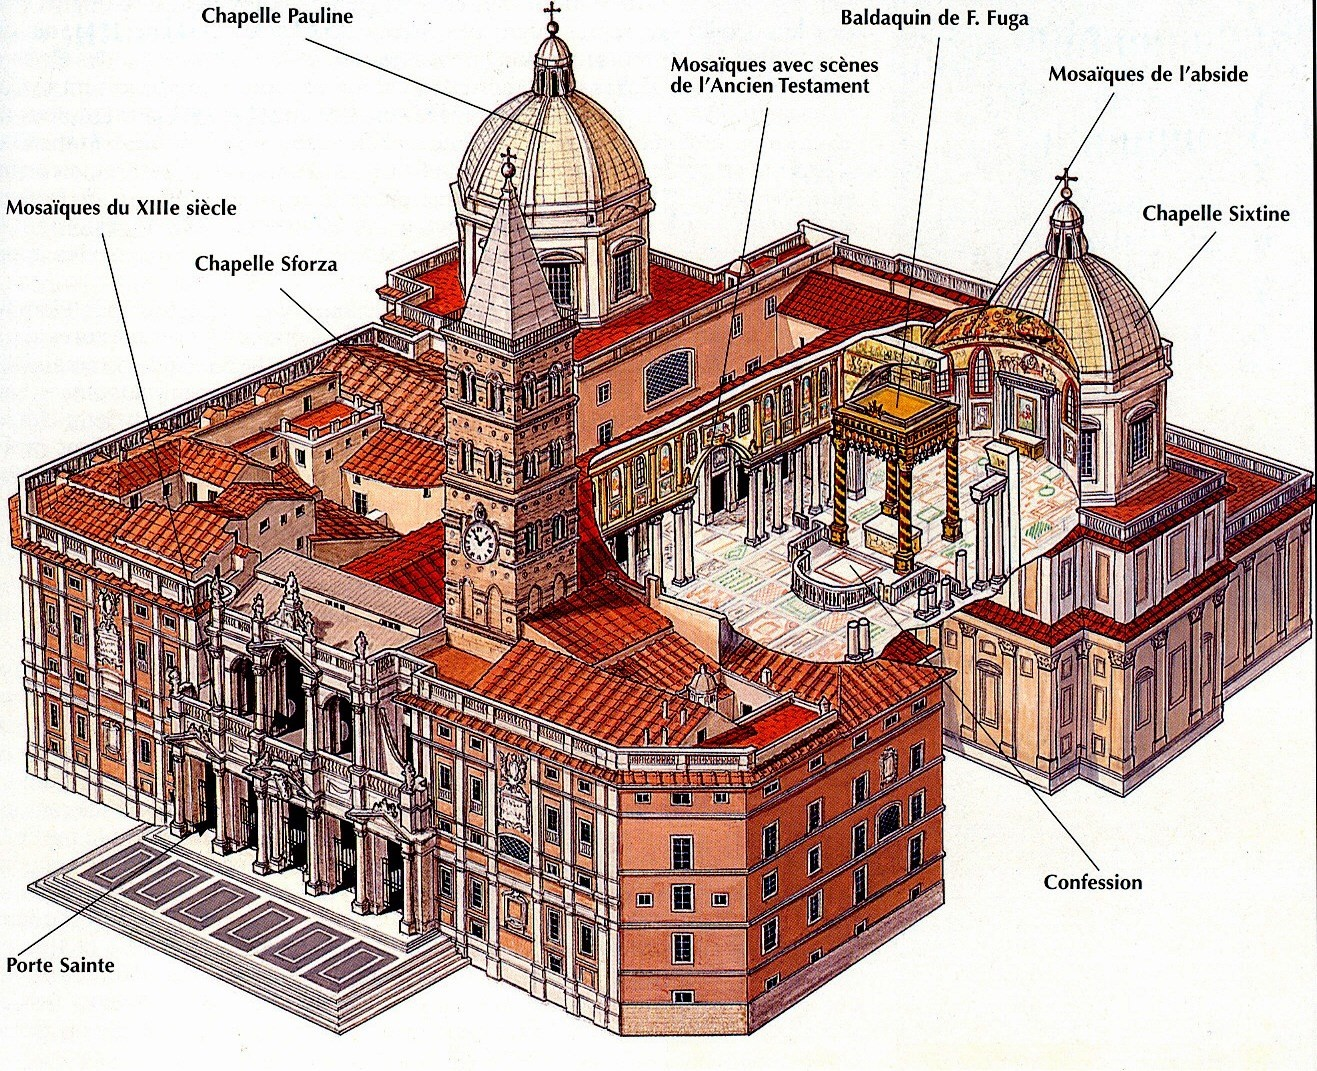 Chapelle Pauline
Baldaquin de F. Fuga
Mosaïques avec scènes
de l'Ancien Testament
Mosaïques de l'abside
Mosaïques du XIIIe siècle
Chapelle Sixtine
Chapelle Sforza
Confession
Porte Sainte